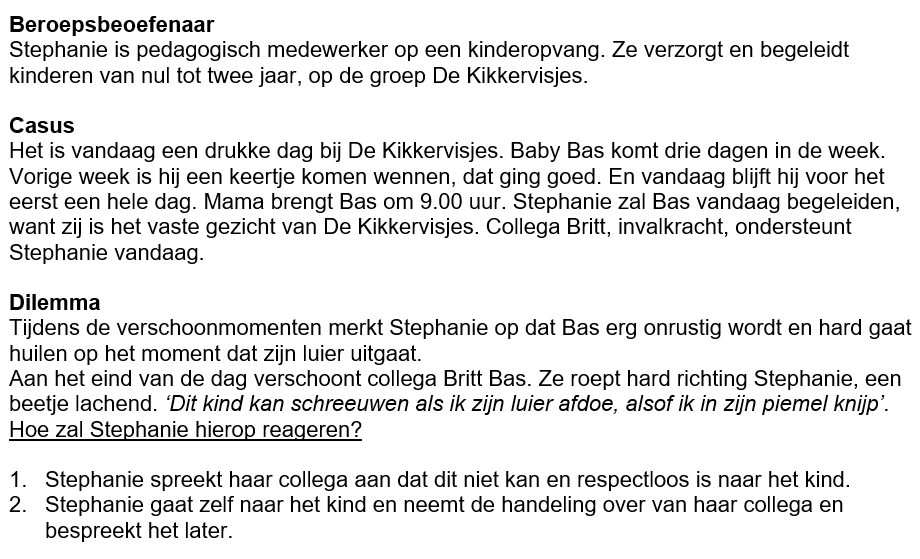 Beroepsbeoefenaar
Stephanie is pedagogisch medewerker op een kinderopvang. Ze verzorgt en begeleidt
kinderen van nul tot twee jaar, op de groep De Kikkervisjes.
Casus
Het is vandaag een drukke dag bij De Kikkervisjes. Baby Bas komt drie dagen in de week.
Vorige week is hij een keertje komen wennen, dat ging goed. En vandaag blijft hij voor het
eerst een hele dag. Mama brengt Bas om 9.00 uur. Stephanie zal Bas vandaag begeleiden,
want zij is het vaste gezicht van De Kikkervisjes. Collega Britt, invalkracht, ondersteunt
Stephanie vandaag.
Dilemma
Tijdens de verschoonmomenten merkt Stephanie op dat Bas erg onrustig wordt en hard gaat
huilen op het moment dat zijn luier uitgaat.
Aan het eind van de dag verschoont collega Britt Bas. Ze roept hard richting Stephanie, een
beetje lachend. ‘Dit kind kan schreeuwen als ik zijn luier afdoe, alsof ik in zijn piemel knijp’.
Hoe zal Stephanie hierop reageren?
1. Stephanie spreekt haar collega aan dat dit niet kan en respectloos is naar het kind.
2. Stephanie gaat zelf naar het kind en neemt de handeling over van haar collega en
bespreekt het later.